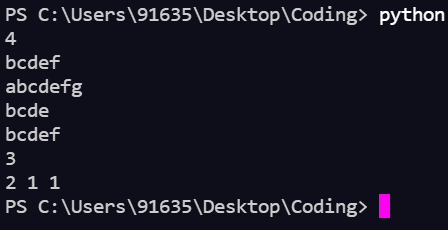 PS C:\Users\91635\Desktop\Coding> python
4
bcdef
abcdefg
bcde
bcdef
3
2 1 1
PS C:\Users\91635\Desktop\Coding>